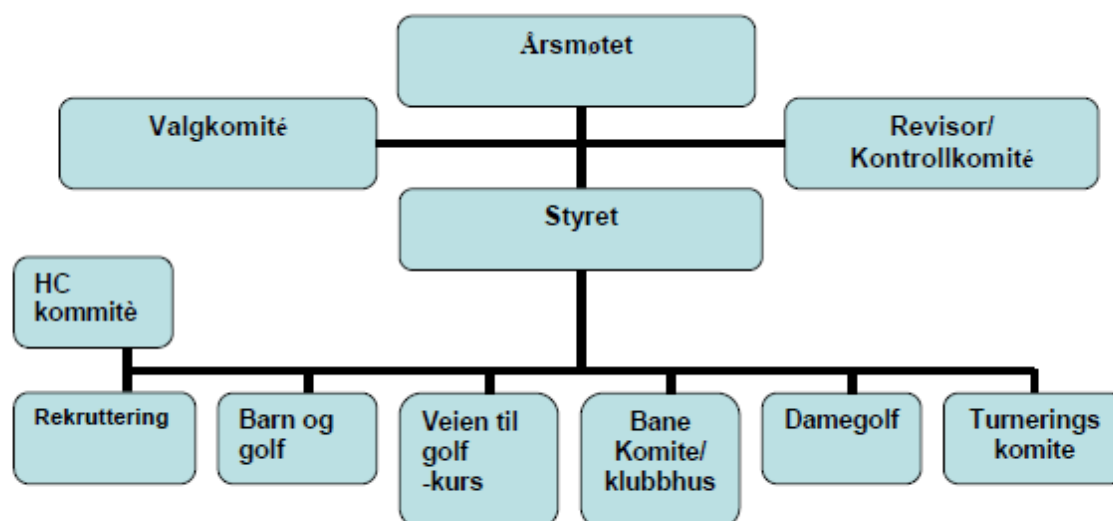 Årsmøtet
Valgkomité
Revisor/
Kontrollkomité
Styret
HC
kommitè
Rekruttering
Barn og
golf
Veien til
golf
-kurs
Bane
Komite/
klubbhus
Damegolf
Turnerings
komite